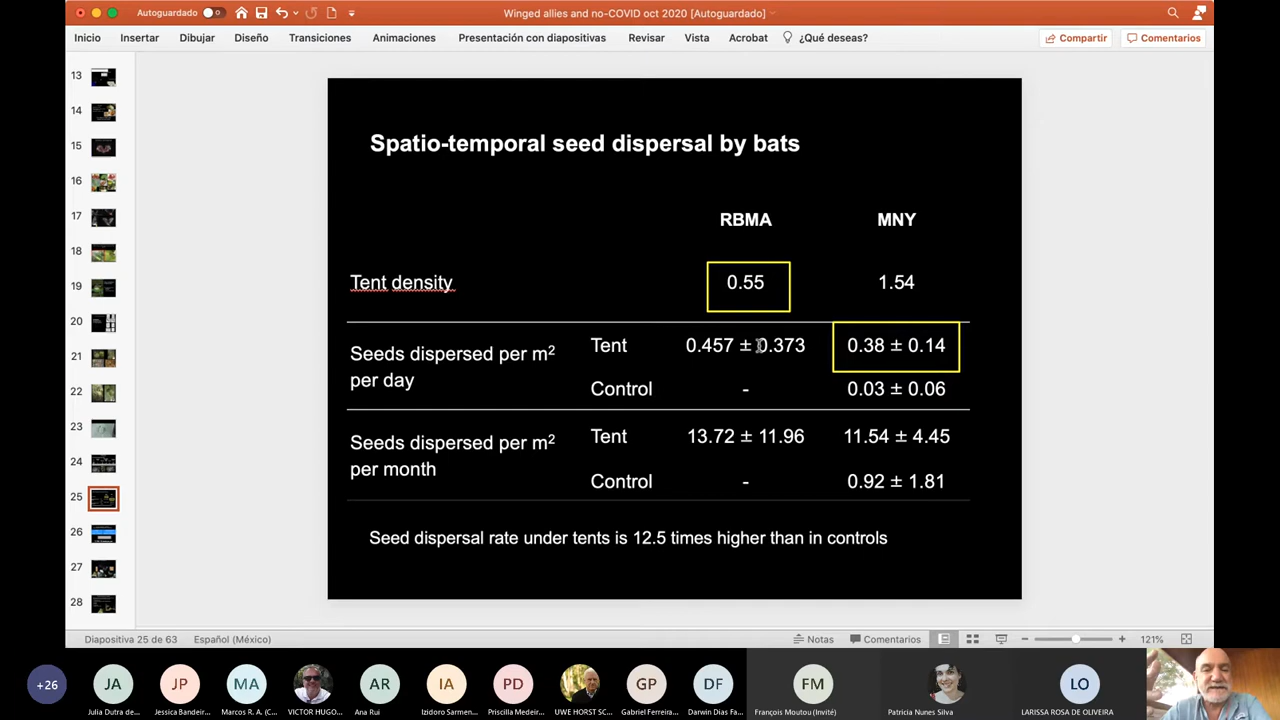 Autoguardado
Winged allies and no-COVID oct 2020 [Autoguardado]
Inicio Insertar Dibujar Diseño Transiciones Animaciones Presentación con diapositivas Revisar Vista Acrobat ¿Qué deseas? Compartir Comentarios
13
14
15
16
17
18
19
20
21
22
23
24
25
26
27
28
Spatio-temporal seed dispersal by bats
RBMA MNY
Tent density 0.55 1.54
Seeds dispersed per m² per day
Tent 0.457 ± 0.373 0.38 ± 0.14
Control - 0.03 ± 0.06
Seeds dispersed per m² per month
Tent 13.72 ± 11.96 11.54 ± 4.45
Control - 0.92 ± 1.81
Seed dispersal rate under tents is 12.5 times higher than in controls
Diapositiva 25 de 63 Español (México) Notas Comentarios 121%
+26 JA JP MA AR IA PD GP DF FM LO
Julia Dutra de... Jessica Bandeir... Marcos R. A. (C... VICTOR HUGO... Ana Rui Izidoro Sarmen... Priscilla Medeir... UWE HORST SC... Gabriel Ferreira... Darwin Dias Fa... François Moutou (Invité) Patricia Nunes Silva LARISSA ROSA DE OLIVEIRA